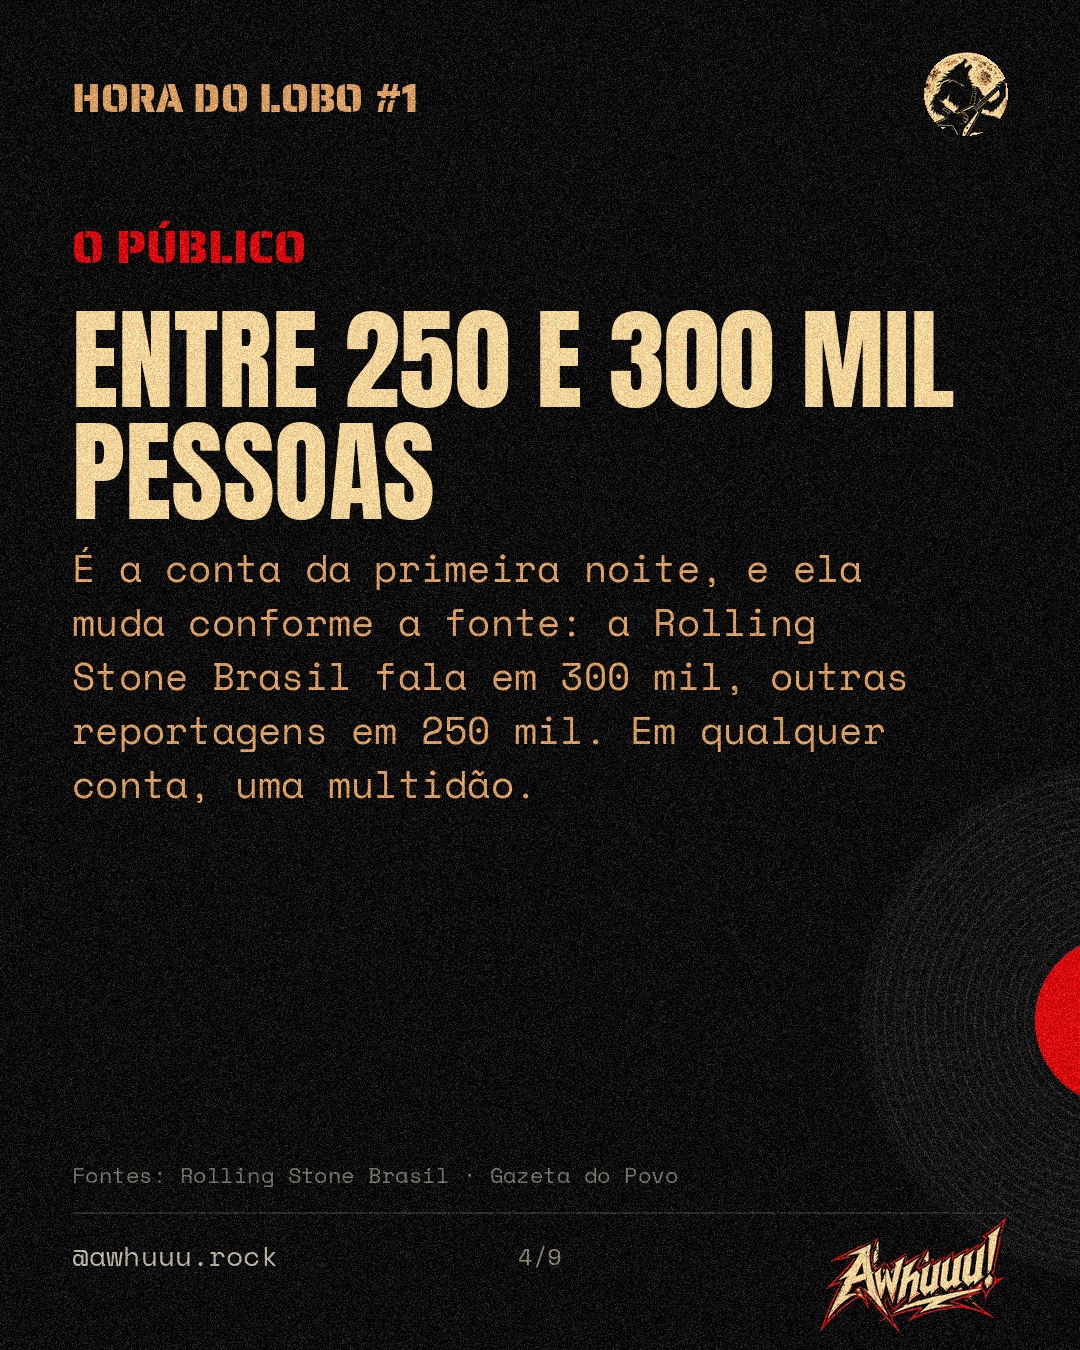 HORA DO LOBO #1
O PÚBLICO
ENTRE 250 E 300 MIL
PESSOAS
É a conta da primeira noite, e ela
muda conforme a fonte: a Rolling
Stone Brasil fala em 300 mil, outras
reportagens em 250 mil. Em qualquer
conta, uma multidão.
Fontes: Rolling Stone Brasil · Gazeta do Povo
@awhuuu.rock
4/9
Awhuuu!